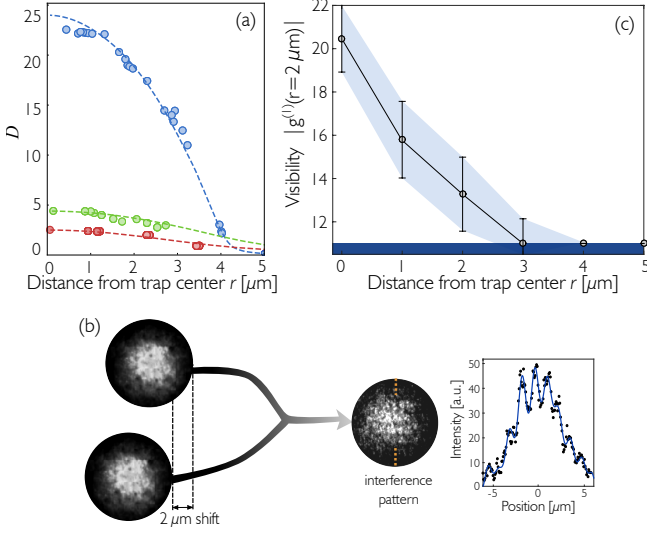 (a)
25
20
15
10
5
0
D
0 1 2 3 4 5
Distance from trap center r [μm]
(c)
22
20
18
16
14
12
Visibility |g(1)(r=2 μm)|
0 1 2 3 4 5
Distance from trap center r [μm]
(b)
2 μm shift
interference
pattern
50
40
30
20
10
0
Intensity [a.u.]
-5 0 5
Position [μm]